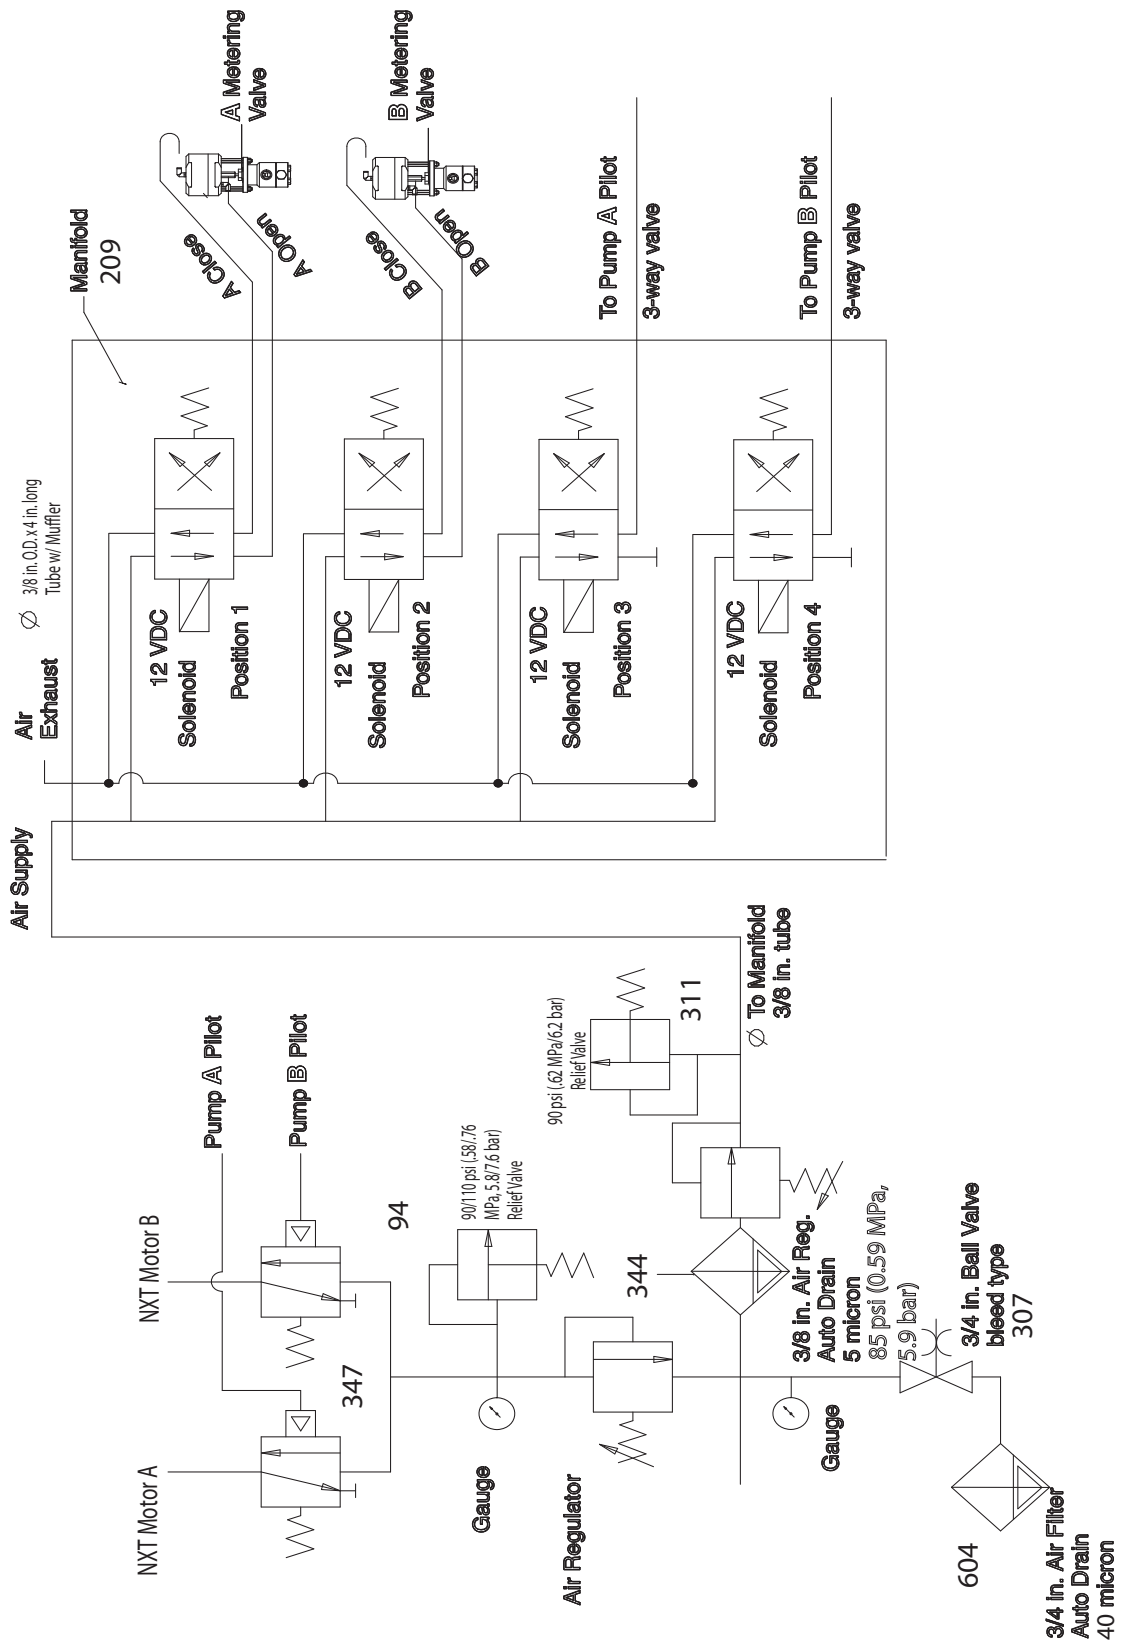 Air Supply
Air
Exhaust
3/8 in. O.D. x 4 in. long
Tube w/ Muffler
Manifold
209
12 VDC
Solenoid
Position 1
A Close
A Open
A Metering
Valve
12 VDC
Solenoid
Position 2
B Close
B Open
B Metering
Valve
12 VDC
Solenoid
Position 3
To Pump A Pilot
3-way valve
12 VDC
Solenoid
Position 4
To Pump B Pilot
3-way valve
NXT Motor A
NXT Motor B
Pump A Pilot
Pump B Pilot
347
94
90/110 psi (.58/.76
MPa, 5.8/7.6 bar)
Relief Valve
Gauge
Air Regulator
90 psi (.62 MPa/6.2 bar)
Relief Valve
311
To Manifold
3/8 in. tube
344
3/8 in. Air Reg.
Auto Drain
5 micron
85 psi (0.59 MPa,
5.9 bar)
Gauge
3/4 in. Ball Valve
bleed type
307
604
3/4 in. Air Filter
Auto Drain
40 micron